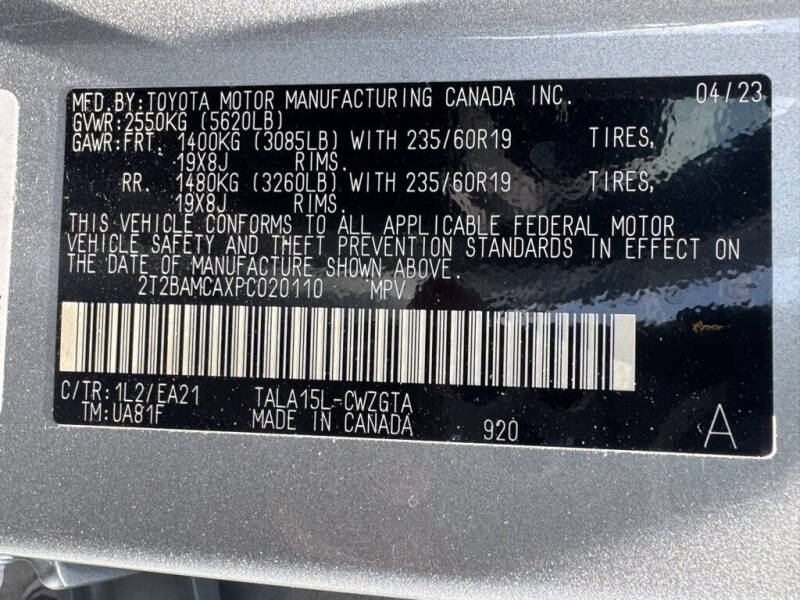 MFD.BY:TOYOTA MOTOR MANUFACTURING CANADA INC. 04/23
GVWR:2550KG (5620LB)
GAWR:FRT. 1400KG (3085LB) WITH 235/60R19 TIRES,
19X8J RIMS.
RR. 1480KG (3260LB) WITH 235/60R19 TIRES,
19X8J RIMS.
THIS VEHICLE CONFORMS TO ALL APPLICABLE FEDERAL MOTOR
VEHICLE SAFETY AND THEFT PREVENTION STANDARDS IN EFFECT ON
THE DATE OF MANUFACTURE SHOWN ABOVE.
2T2BAMCAXPC020110 MPV
C/TR:1L2/EA21 TALA15L-CWZGTA
TM:UA81F MADE IN CANADA 920 A